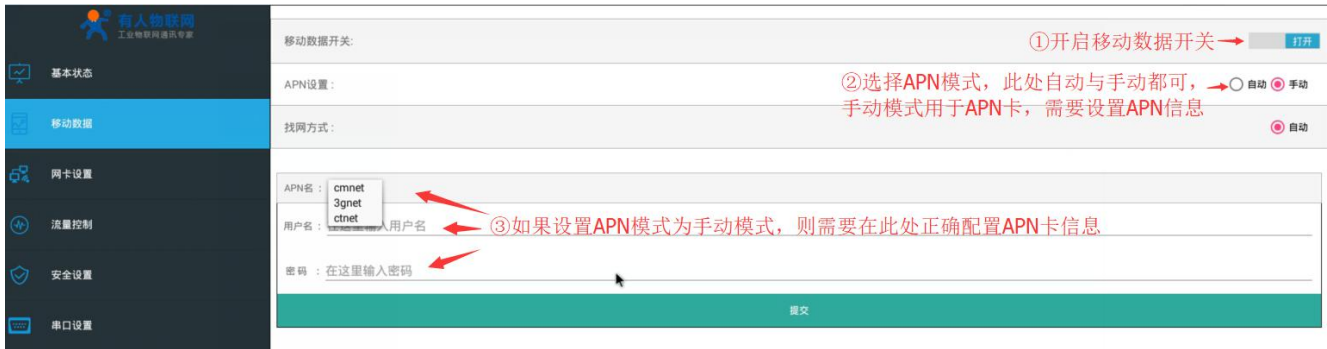 有人物联网
工业物联网通讯专家
基本状态
移动数据
网卡设置
流量控制
安全设置
串口设置
移动数据开关:
①开启移动数据开关
打开
APN设置:
②选择APN模式，此处自动与手动都可，
手动模式用于APN卡，需要设置APN信息
自动 手动
找网方式:
自动
APN名：
cmnet
3gnet
ctnet
用户名：
入用户名
③如果设置APN模式为手动模式，则需要在此处正确配置APN卡信息
密码 ：在这里输入密码
提交